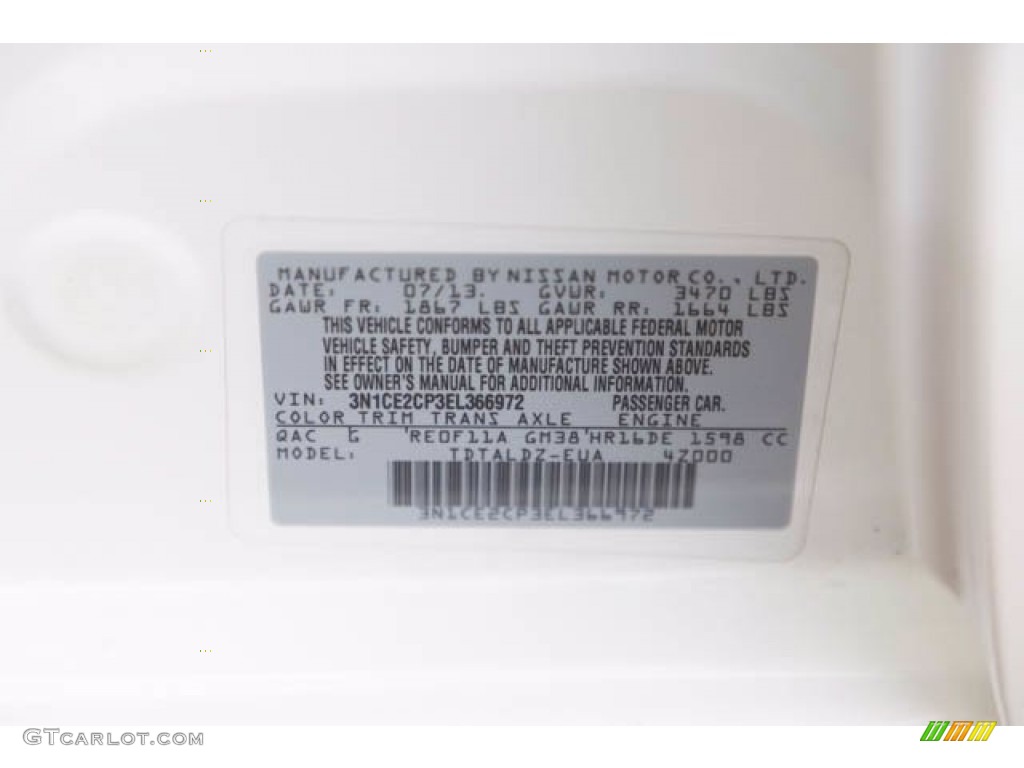 MANUFACTURED BY NISSAN MOTOR CO., LTD.
DATE: 07/13. GVWR: 3470 LBS
GAWR FR: 1867 LBS GAWR RR: 1664 LBS
THIS VEHICLE CONFORMS TO ALL APPLICABLE FEDERAL MOTOR
VEHICLE SAFETY, BUMPER AND THEFT PREVENTION STANDARDS
IN EFFECT ON THE DATE OF MANUFACTURE SHOWN ABOVE.
SEE OWNER'S MANUAL FOR ADDITIONAL INFORMATION.
VIN: 3N1CE2CP3EL366972 PASSENGER CAR.
COLOR TRIM TRANS AXLE ENGINE
QAC G 'RE0F11A GM38'HR16DE 1598 CC
MODEL: TDTALDZ-EUA 4Z000
3N1CE2CP3EL366972
GTCARLOT.COM